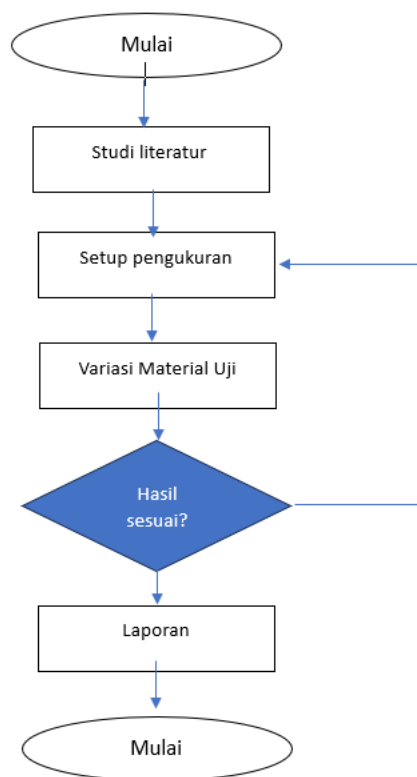 Mulai
Studi literatur
Setup pengukuran
Variasi Material Uji
Hasil
sesuai?
Laporan
Mulai